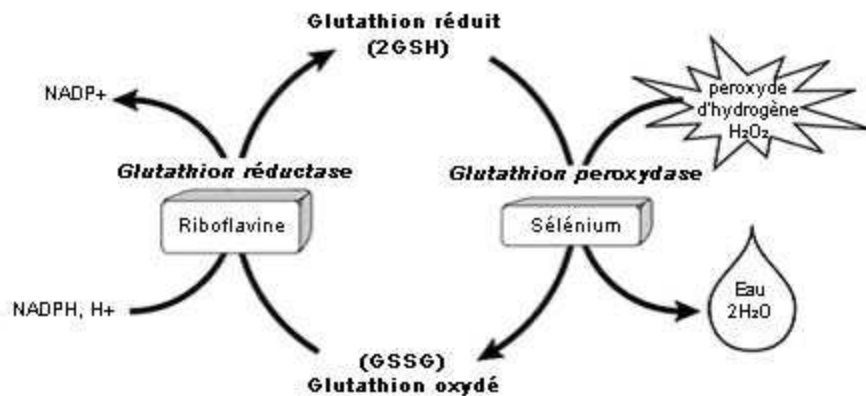 Glutathion réduit
(2GSH)
NADP+
peroxyde
d'hydrogène
H₂O₂
Glutathion réductase
Glutathion peroxydase
Riboflavine
Sélénium
NADPH, H+
Eau
2H₂O
(GSSG)
Glutathion oxydé